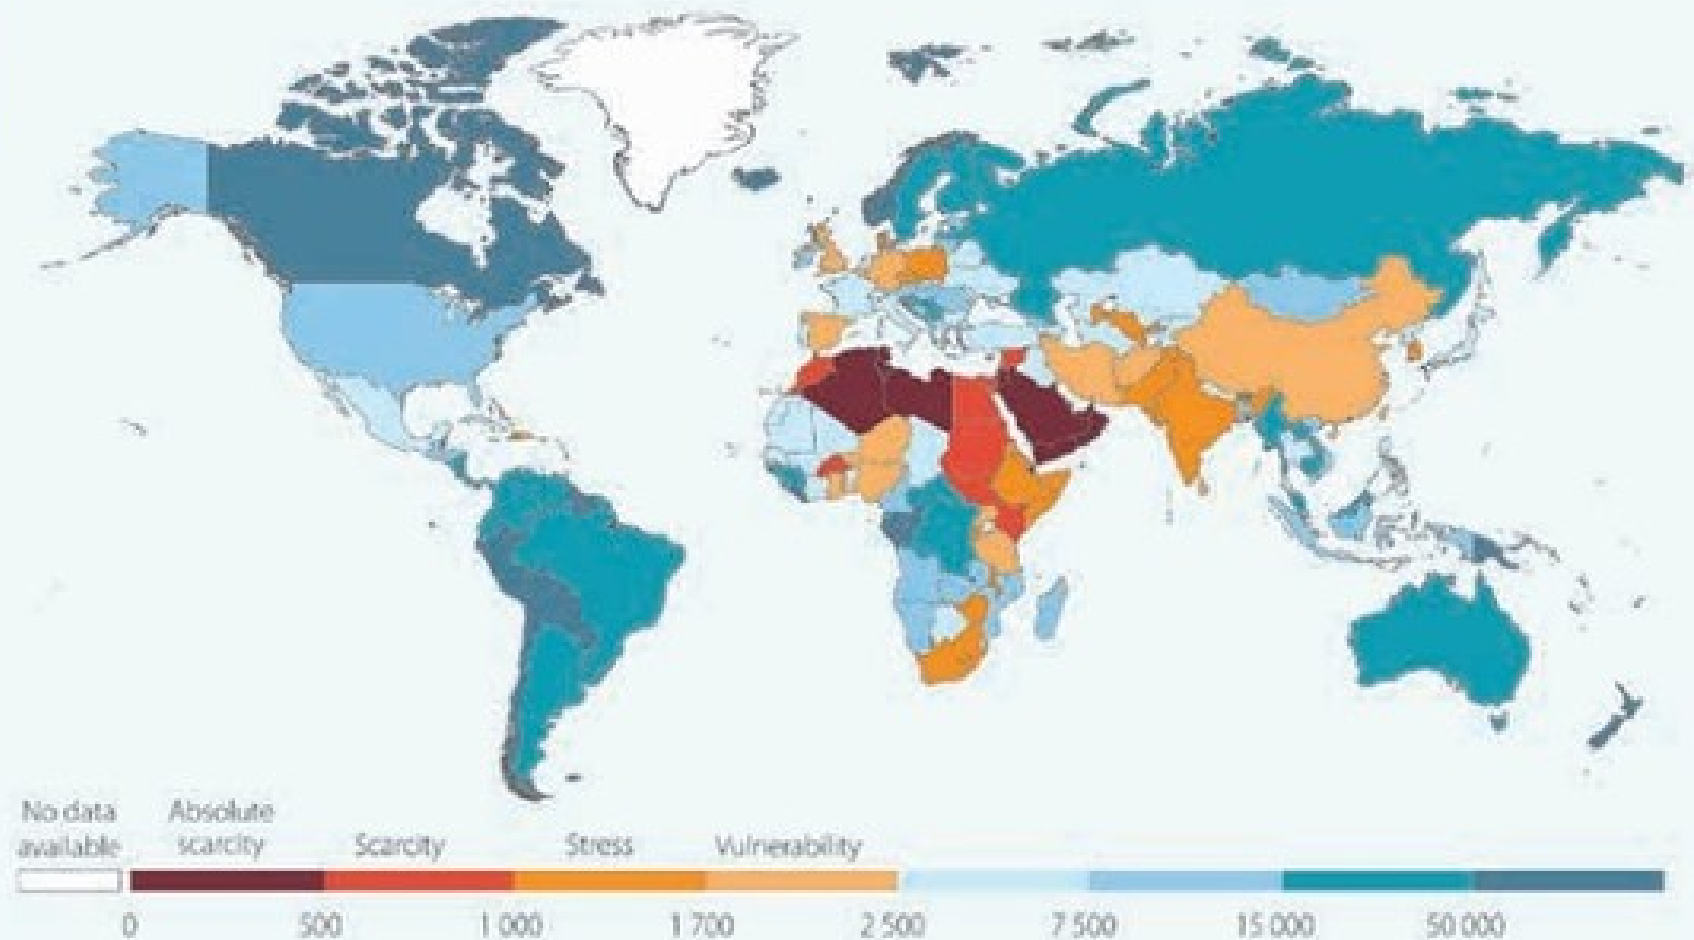 No data
available
Absolute
scarcity
Scarcity
Stress
Vulnerability
0
500
1 000
1 700
2 500
7 500
15 000
50 000